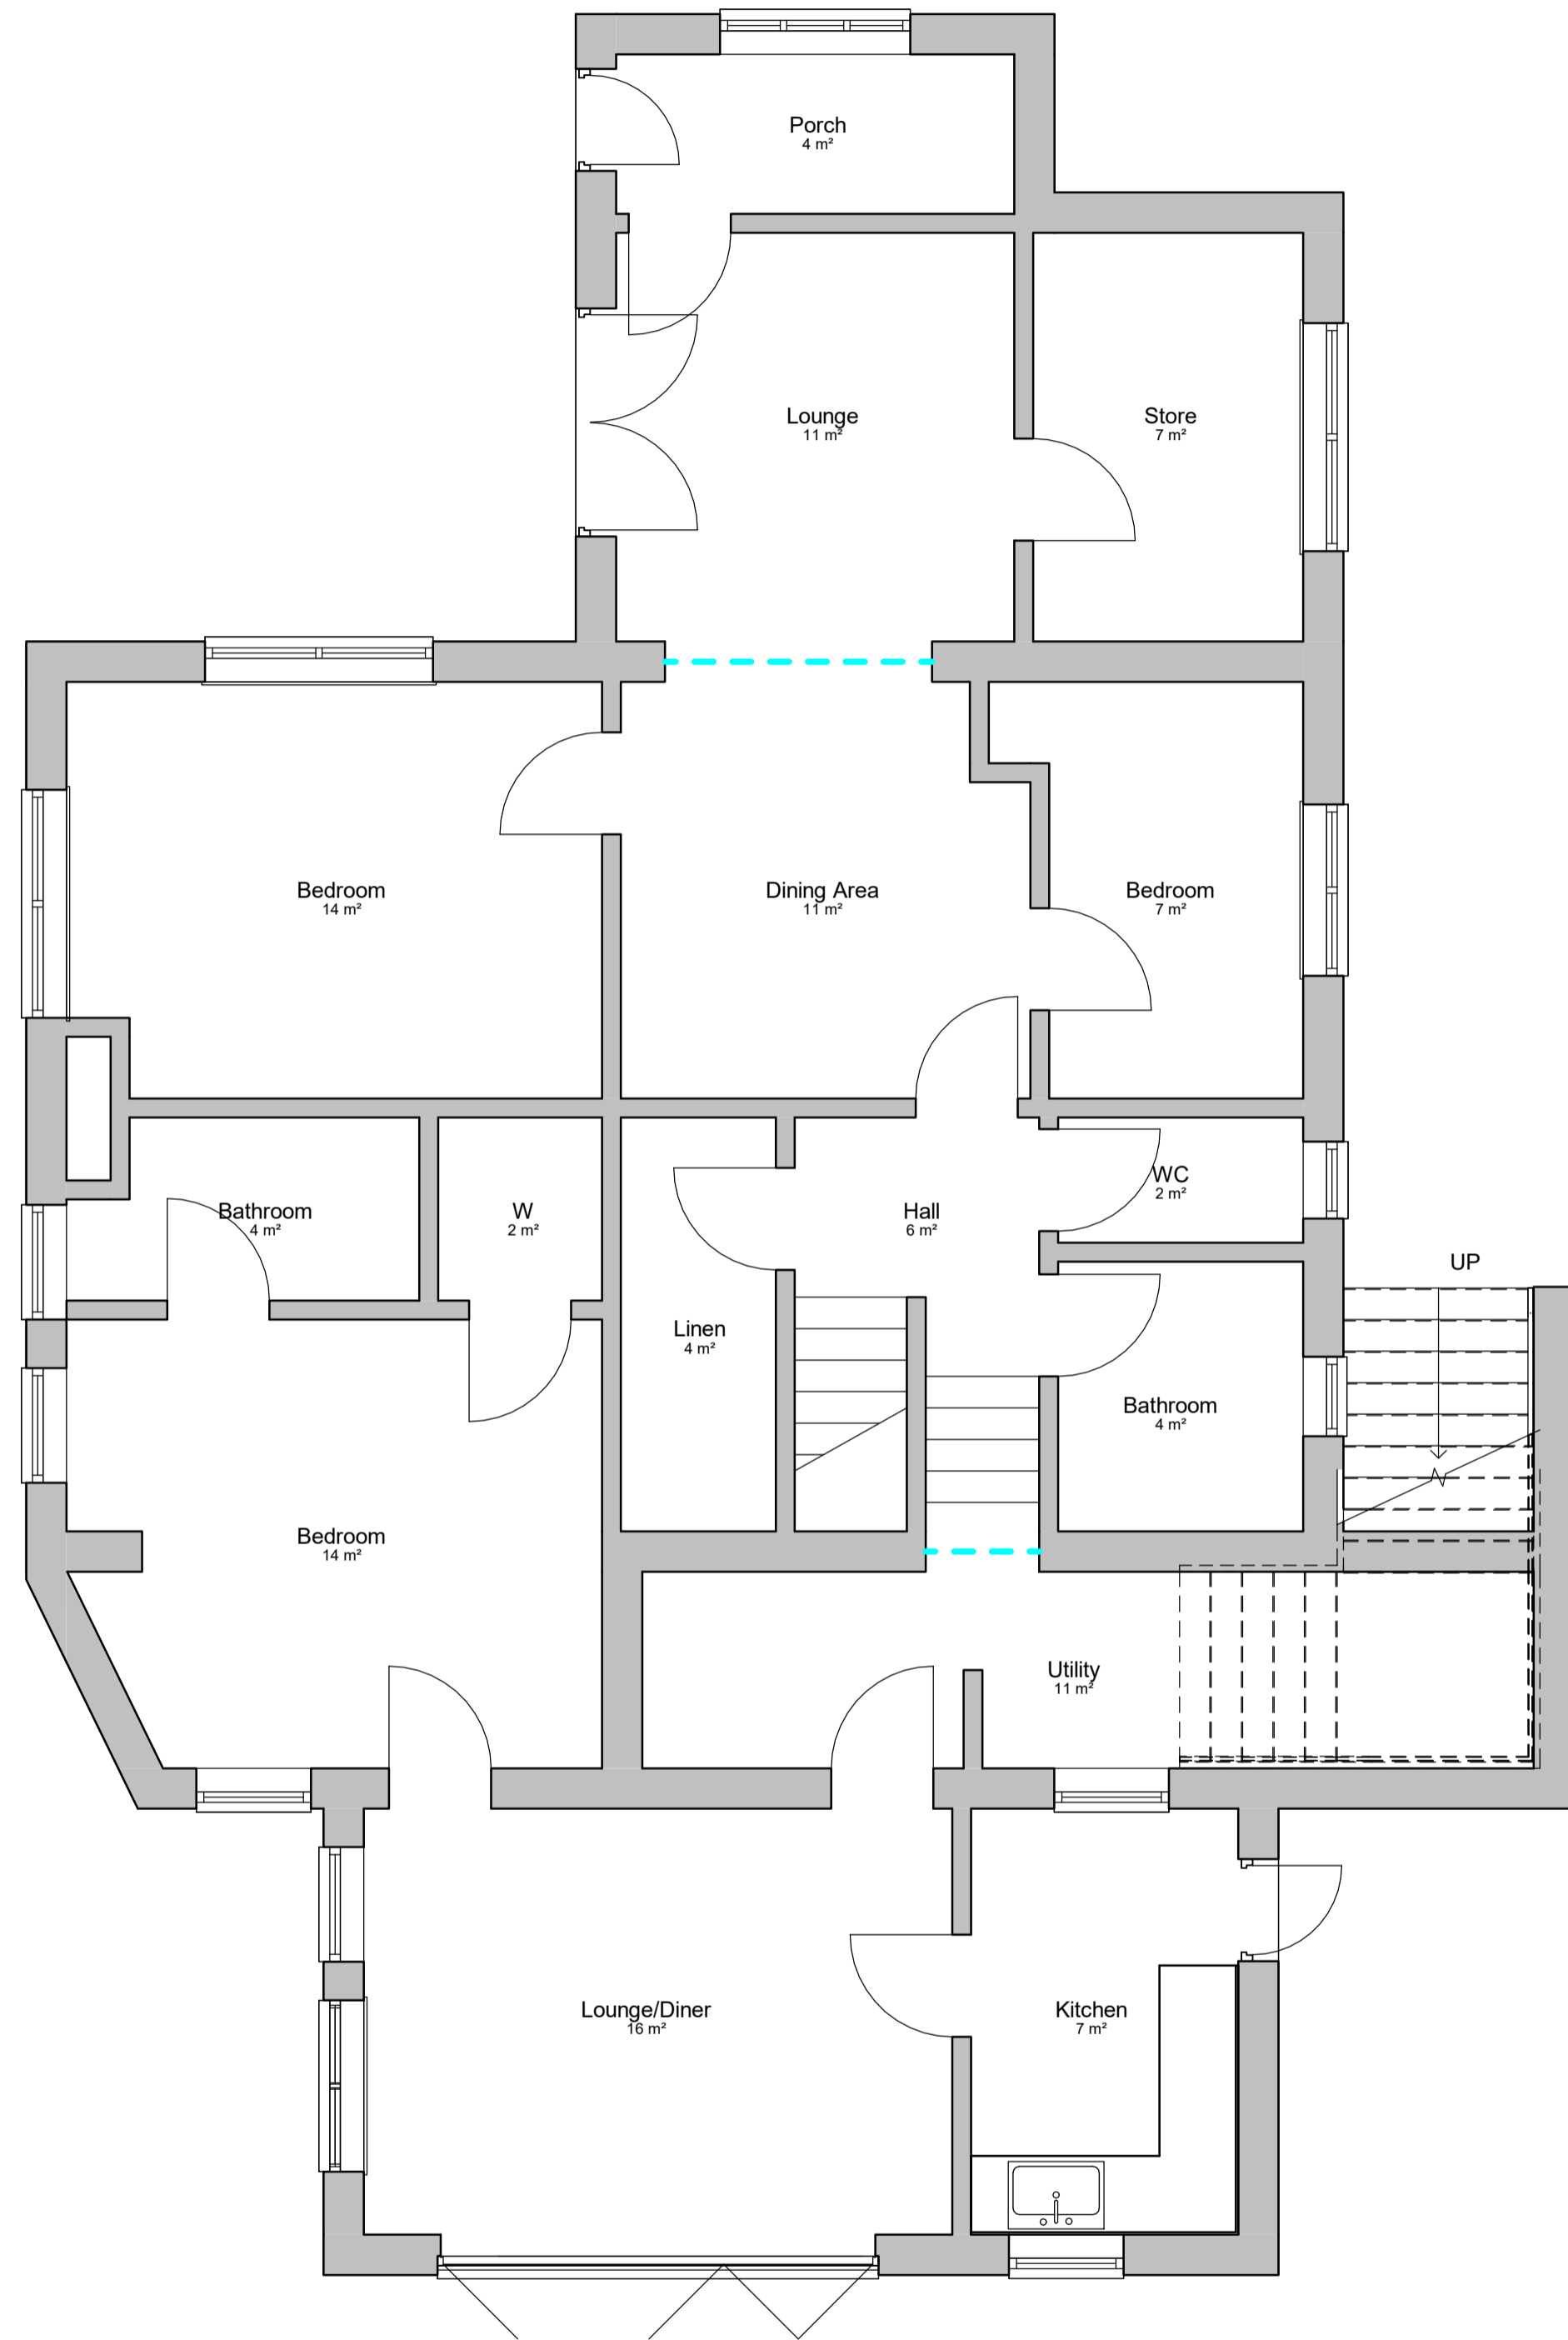 Porch
4 m²
Lounge
11 m²
Store
7 m²
Bedroom
14 m²
Dining Area
11 m²
Bedroom
7 m²
Bathroom
4 m²
W
2 m²
Hall
6 m²
WC
2 m²
UP
Linen
4 m²
Bathroom
4 m²
Bedroom
14 m²
Utility
11 m²
Lounge/Diner
16 m²
Kitchen
7 m²